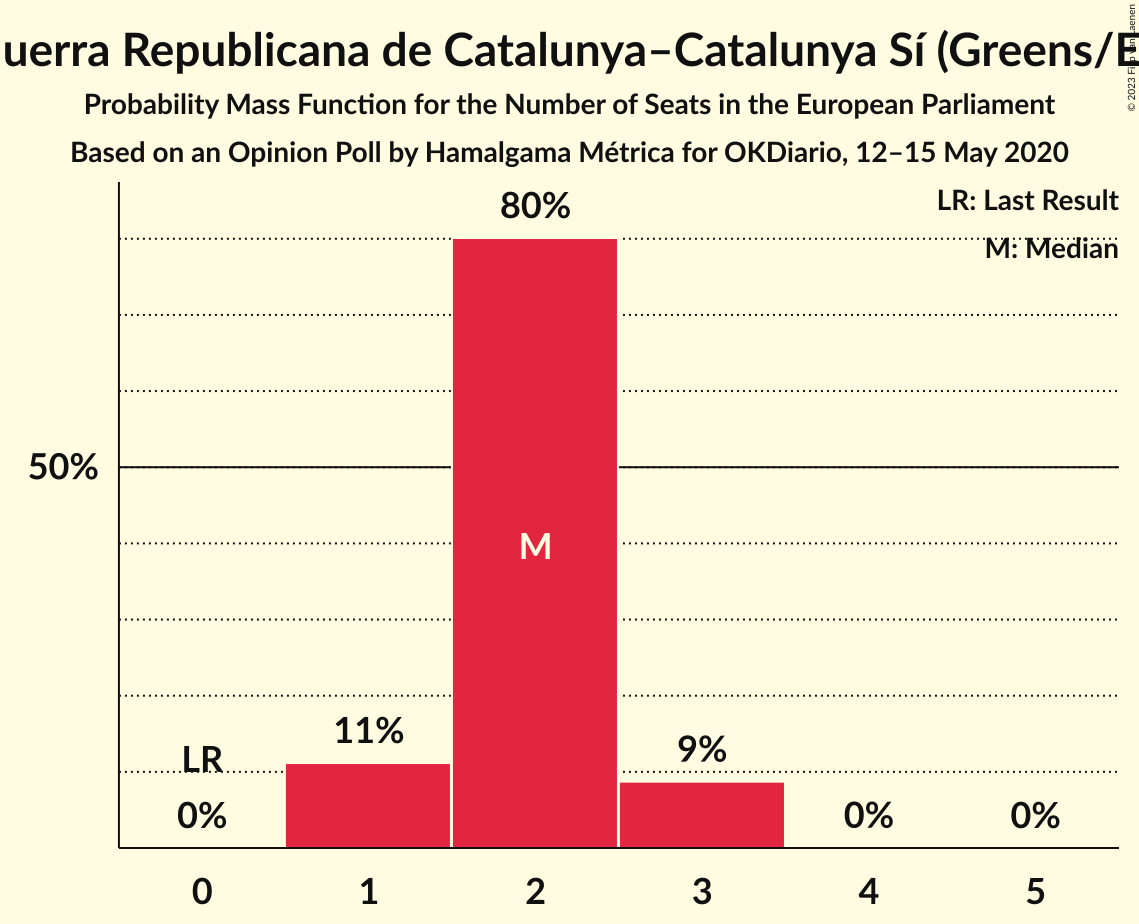 uerra Republicana de Catalunya–Catalunya Sí (Greens/E
Probability Mass Function for the Number of Seats in the European Parliament
Based on an Opinion Poll by Hamalgama Métrica for OKDiario, 12–15 May 2020
LR: Last Result
M: Median
80%
50%
M
11%
9%
LR
0%
0%
0%
0 1 2 3 4 5
© 2023 Filip